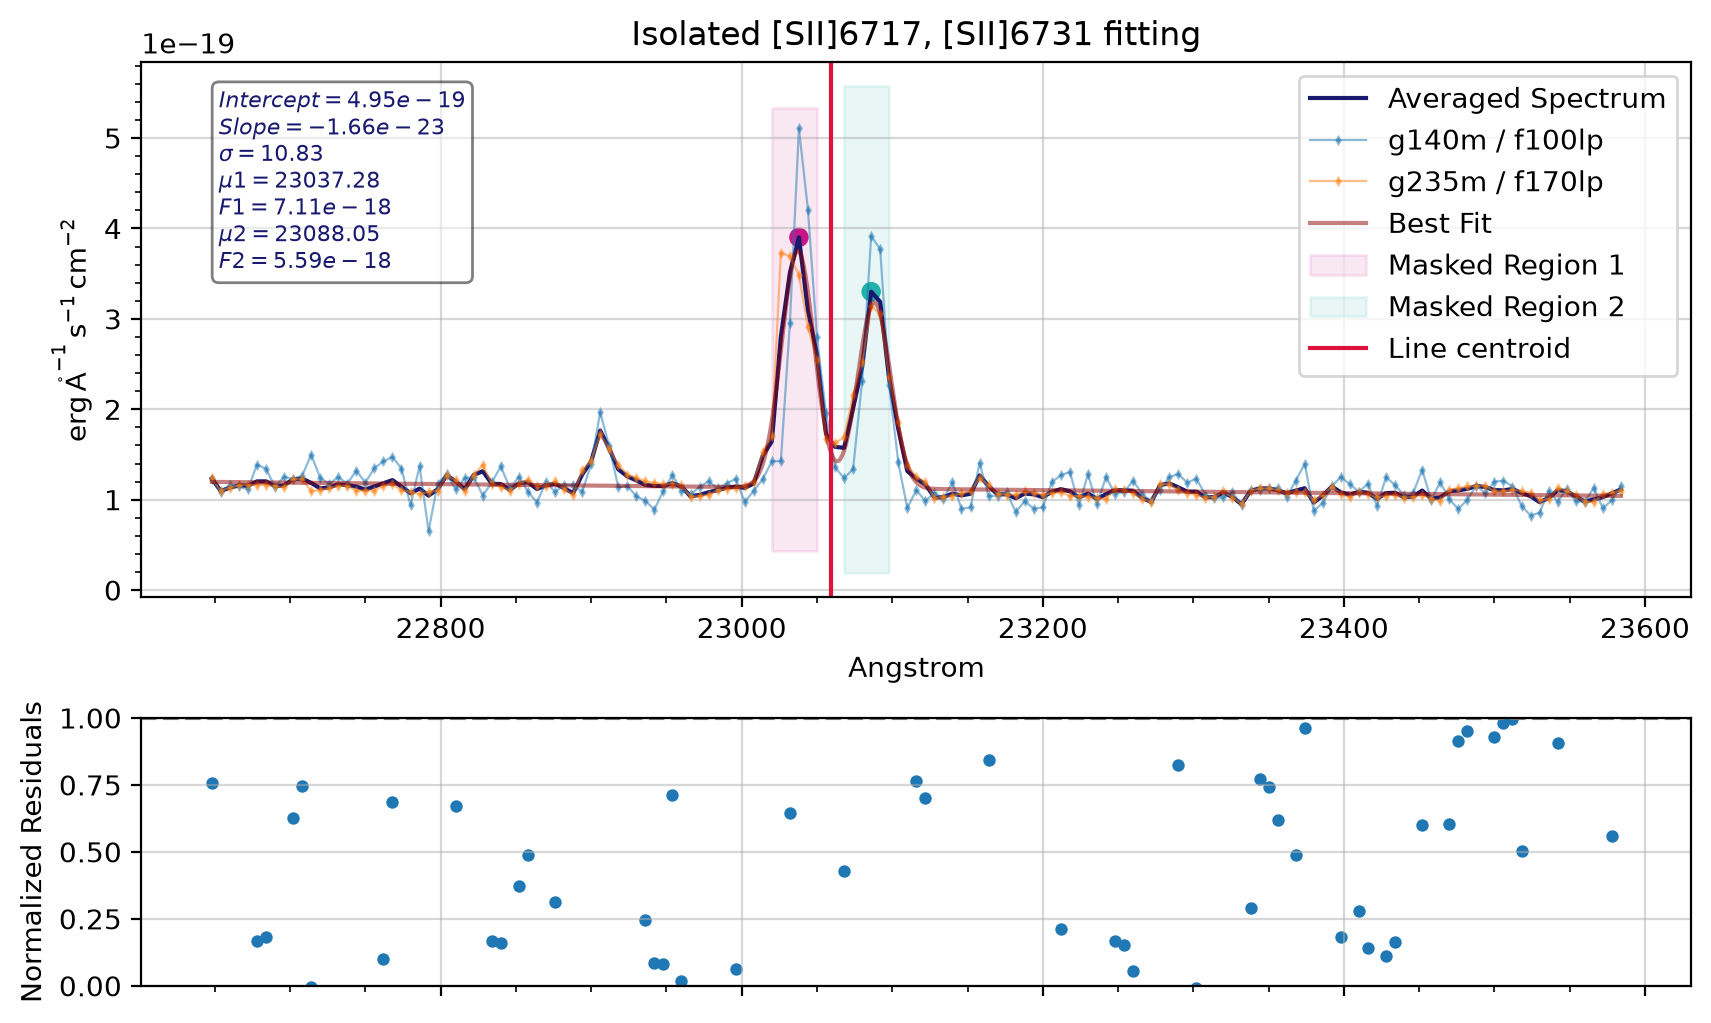 Isolated [SII]6717, [SII]6731 fitting
1e−19
Intercept = 4.95e − 19
Slope = −1.66e − 23
σ = 10.83
μ1 = 23037.28
F1 = 7.11e − 18
μ2 = 23088.05
F2 = 5.59e − 18
Averaged Spectrum
g140m / f100lp
g235m / f170lp
Best Fit
Masked Region 1
Masked Region 2
Line centroid
erg Å⁻¹ s⁻¹ cm⁻²
5
4
3
2
1
0
22800 23000 23200 23400 23600
Angstrom
Normalized Residuals
1.00
0.75
0.50
0.25
0.00